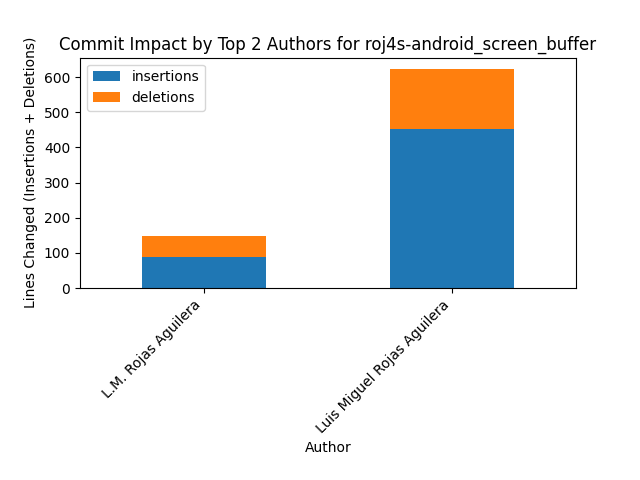 Commit Impact by Top 2 Authors for roj4s-android_screen_buffer
insertions
deletions
Lines Changed (Insertions + Deletions)
600
500
400
300
200
100
0
L.M. Rojas Aguilera
Luis Miguel Rojas Aguilera
Author